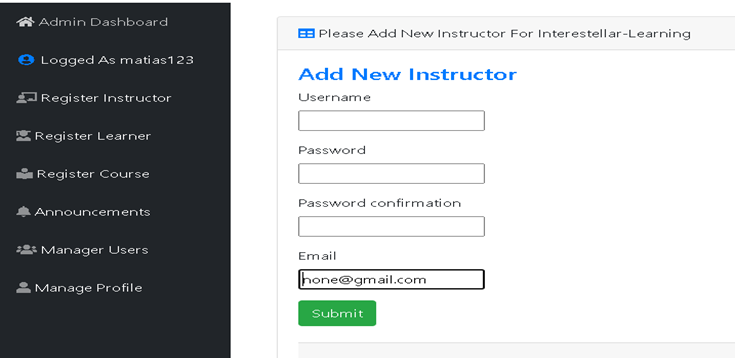 Admin Dashboard
Logged As matias123
Register Instructor
Register Learner
Register Course
Announcements
Manager Users
Manage Profile
Please Add New Instructor For Interestellar-Learning
Add New Instructor
Username
Password
Password confirmation
Email
none@gmail.com
Submit